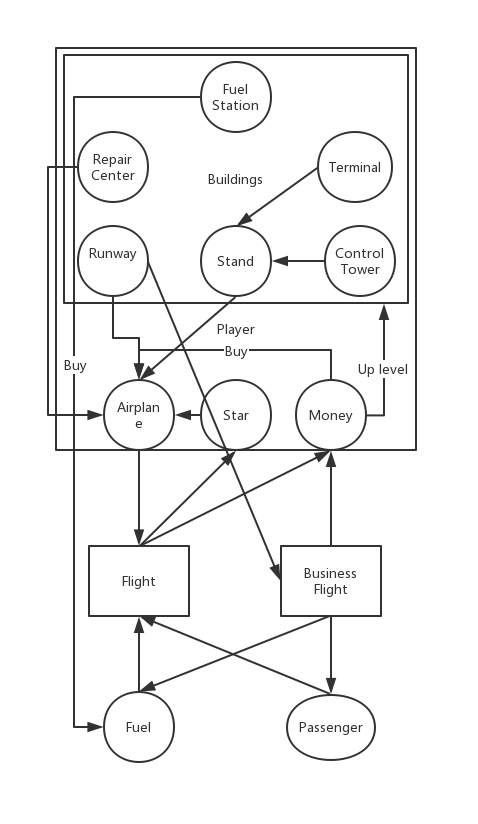 Fuel
Station
Repair
Center
Terminal
Buildings
Runway
Stand
Control
Tower
Player
Buy
Buy
Up level
Airplan
e
Star
Money
Flight
Business
Flight
Fuel
Passenger